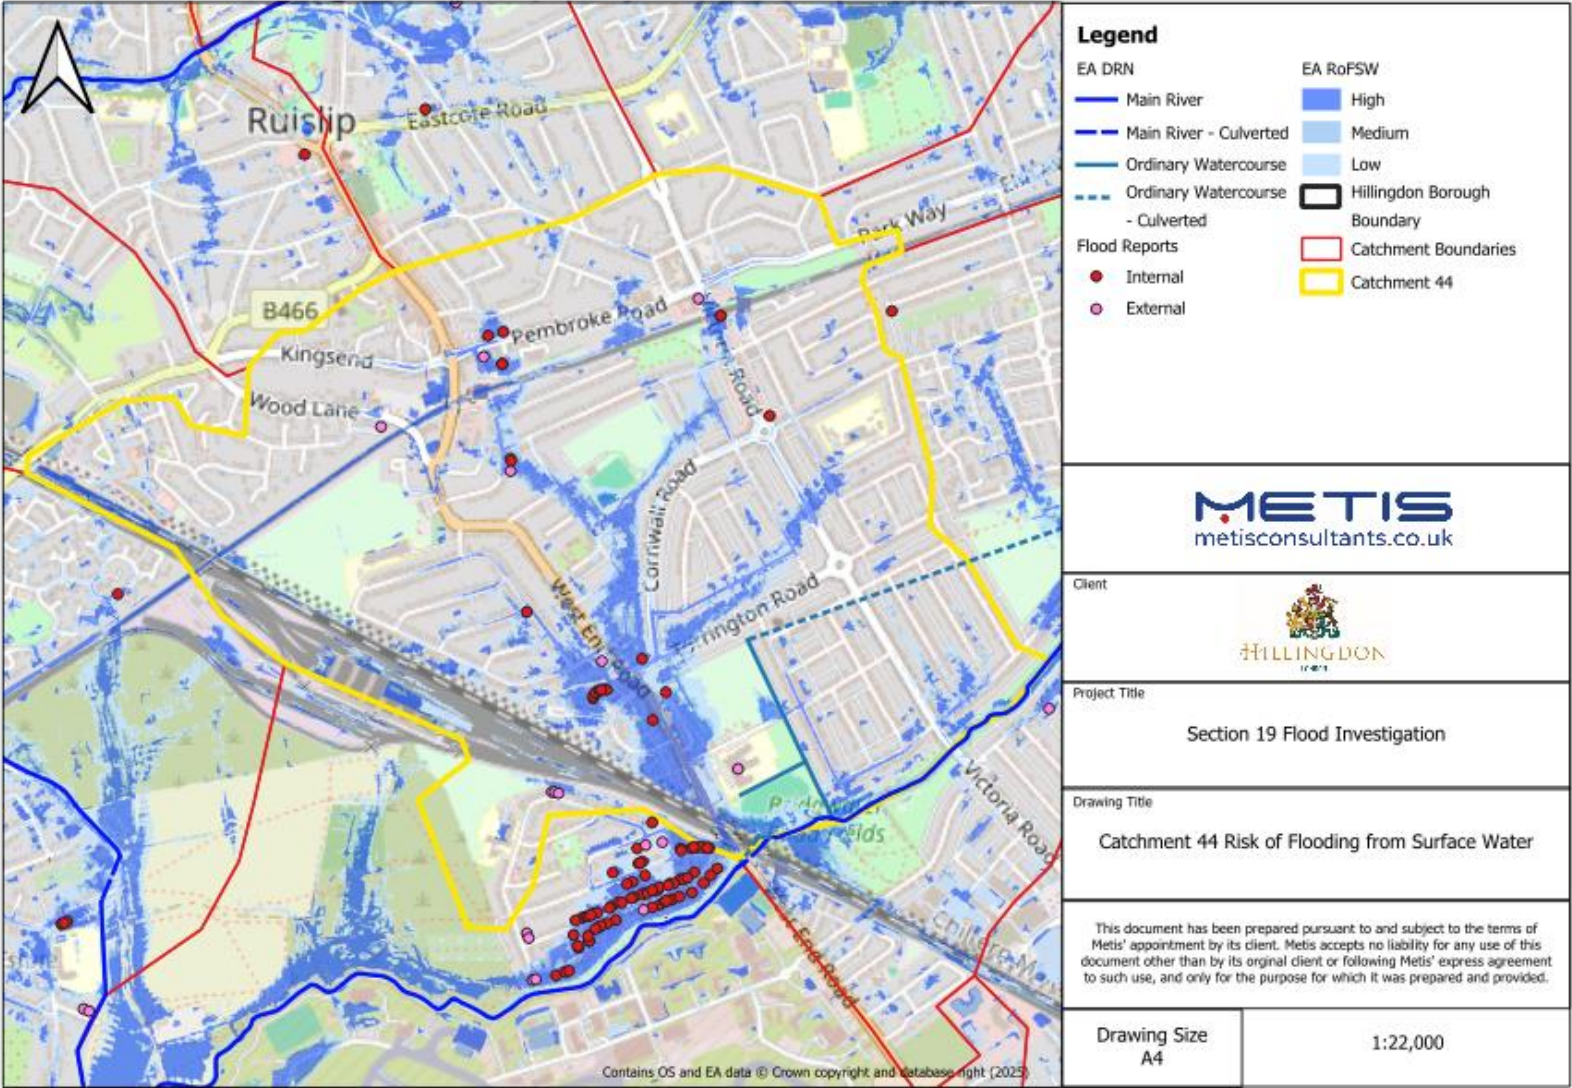 Ruislip
Eastcote Road
Park Way
B466
Pembroke Road
Kingsend
Wood Lane
Road
Cornwall Road
West End Road
rrington Road
Victoria Road
End Road
Contains OS and EA data © Crown copyright and database right (2025)
Legend
EA DRN
Main River
Main River - Culverted
Ordinary Watercourse
Ordinary Watercourse
- Culverted
Flood Reports
Internal
External
EA RoFSW
High
Medium
Low
Hillingdon Borough
Boundary
Catchment Boundaries
Catchment 44
METIS
metisconsultants.co.uk
Client
HILLINGDON
LONDON
Project Title
Section 19 Flood Investigation
Drawing Title
Catchment 44 Risk of Flooding from Surface Water
This document has been prepared pursuant to and subject to the terms of
Metis' appointment by its client. Metis accepts no liability for any use of this
document other than by its orginal client or following Metis' express agreement
to such use, and only for the purpose for which it was prepared and provided.
Drawing Size
A4
1:22,000